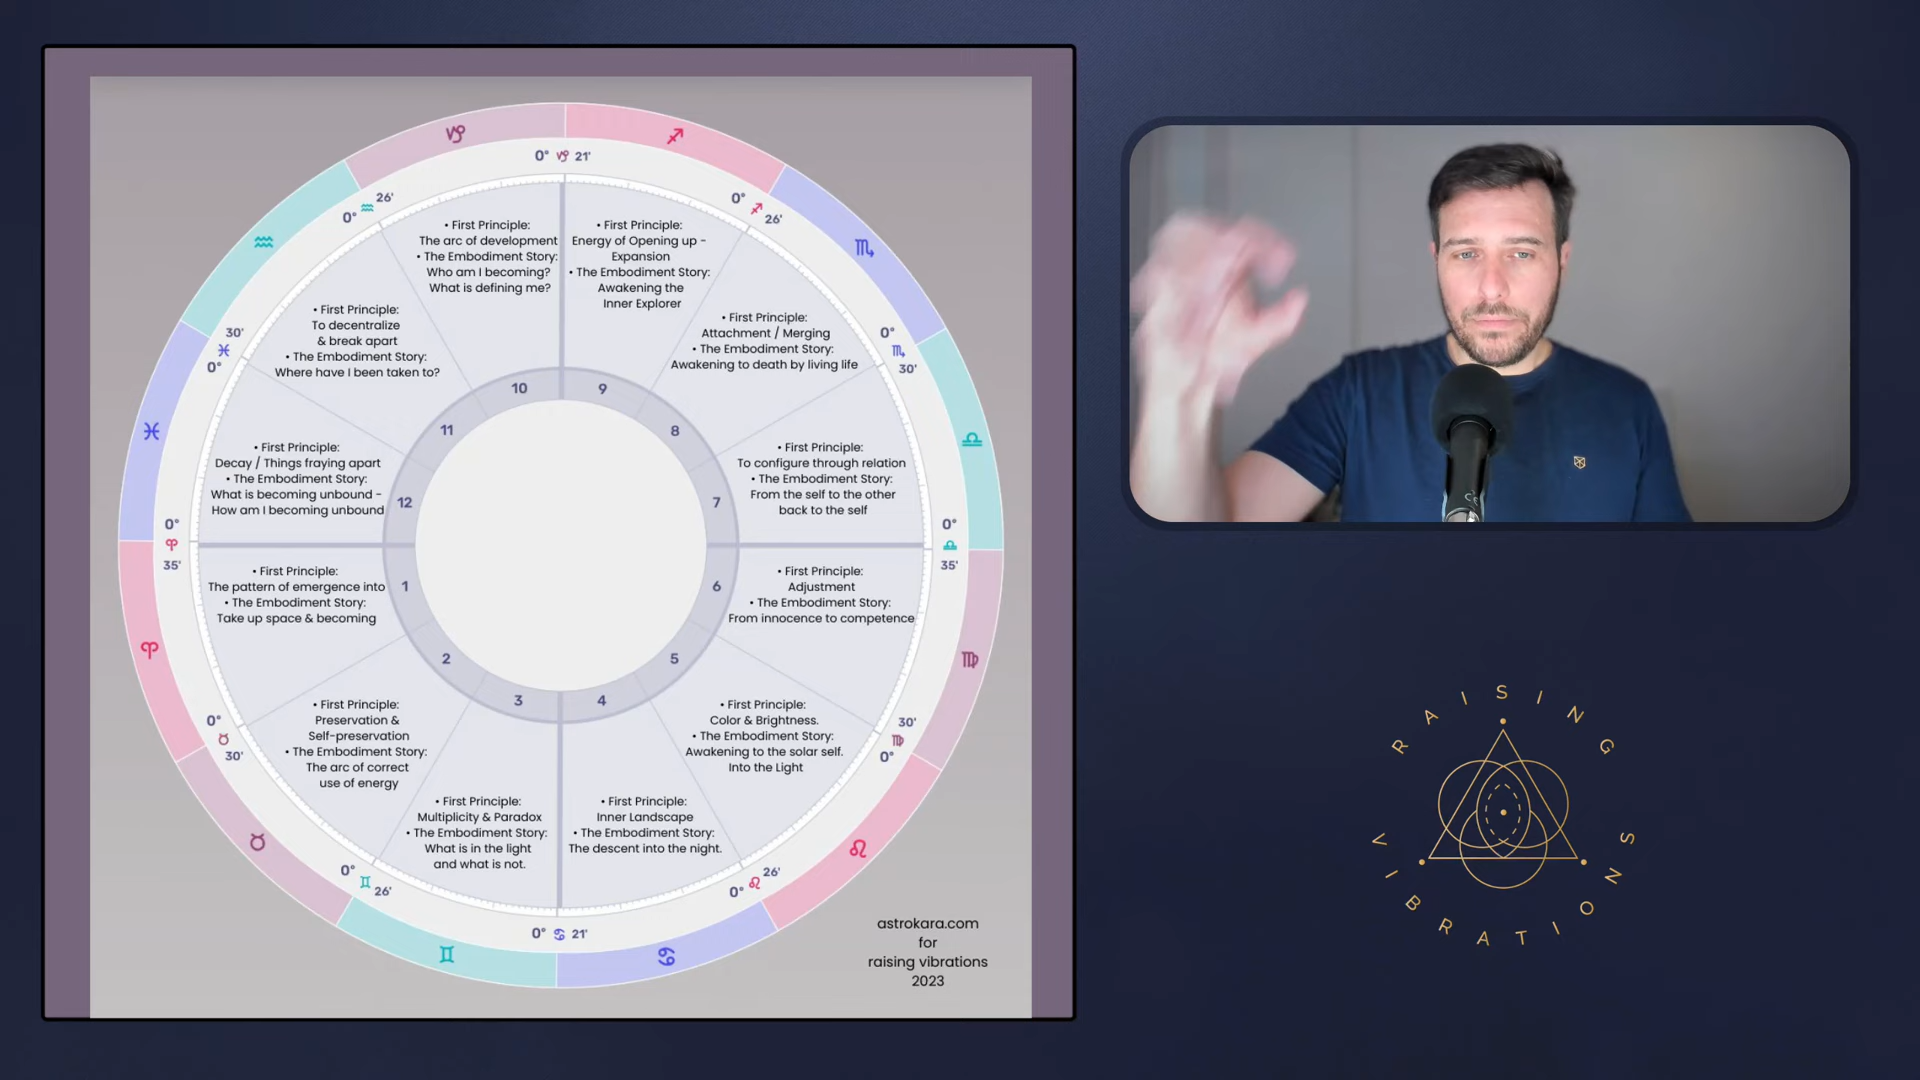 0° ♑ 21'
0° ♐ 26'
0° ♏ 30'
0° ♎ 35'
30' ♍ 0°
26' ♌ 0°
0° ♋ 21'
0° ♊ 26'
0° ♉ 30'
0° ♈ 35'
30' ♓ 0°
0° ♒ 26'
• First Principle:
The arc of development
• The Embodiment Story:
Who am I becoming?
What is defining me?
10
• First Principle:
Energy of Opening up -
Expansion
• The Embodiment Story:
Awakening the
Inner Explorer
9
• First Principle:
To decentralize
& break apart
• The Embodiment Story:
Where have I been taken to?
11
• First Principle:
Attachment / Merging
• The Embodiment Story:
Awakening to death by living life
8
• First Principle:
Decay / Things fraying apart
• The Embodiment Story:
What is becoming unbound -
How am I becoming unbound
12
• First Principle:
To configure through relation
• The Embodiment Story:
From the self to the other
back to the self
7
• First Principle:
The pattern of emergence into
• The Embodiment Story:
Take up space & becoming
1
• First Principle:
Adjustment
• The Embodiment Story:
From innocence to competence
6
• First Principle:
Preservation &
Self-preservation
• The Embodiment Story:
The arc of correct
use of energy
2
• First Principle:
Color & Brightness.
• The Embodiment Story:
Awakening to the solar self.
Into the Light
5
• First Principle:
Multiplicity & Paradox
• The Embodiment Story:
What is in the light
and what is not.
3
• First Principle:
Inner Landscape
• The Embodiment Story:
The descent into the night.
4
astrokara.com
for
raising vibrations
2023
RAISING
VIBRATIONS